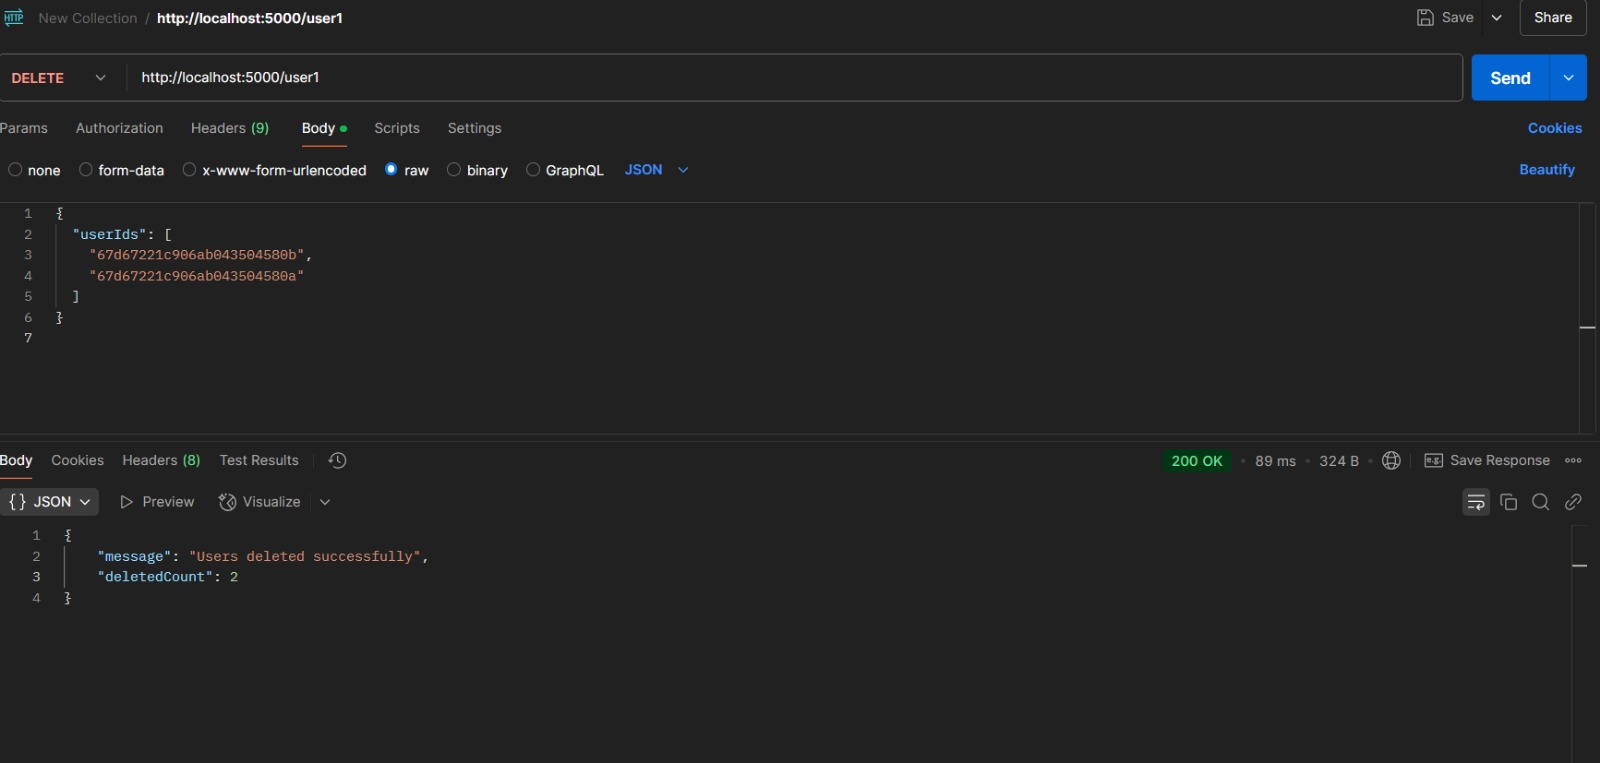 HTTP New Collection / http://localhost:5000/user1 Save Share
DELETE http://localhost:5000/user1 Send
Params Authorization Headers (9) Body Scripts Settings Cookies
none form-data x-www-form-urlencoded raw binary GraphQL JSON Beautify
1 {
2 "userIds": [
3 "67d67221c906ab043504580b",
4 "67d67221c906ab043504580a"
5 ]
6 }
7
Body Cookies Headers (8) Test Results 200 OK • 89 ms • 324 B • e.g. Save Response
{} JSON Preview Visualize
1 {
2 "message": "Users deleted successfully",
3 "deletedCount": 2
4 }